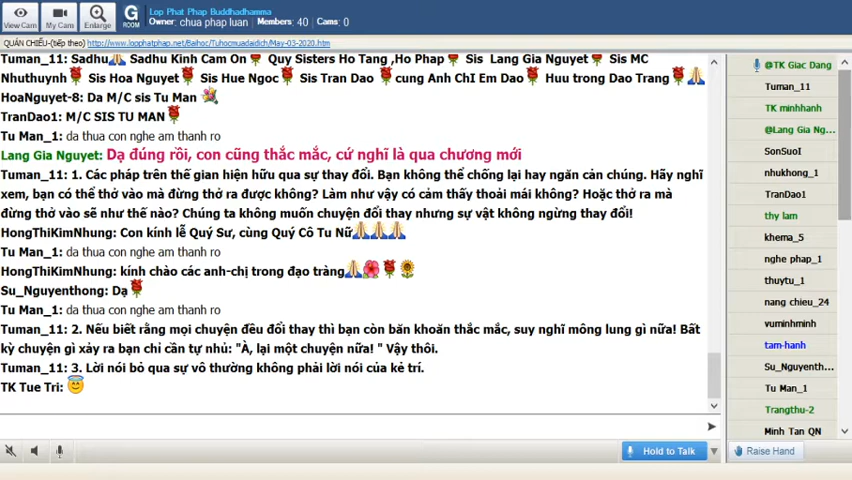 Lop Phat Phap Buddhadhamma
Owner: chua phap luan Members: 40 Cams: 0
View Cam My Cam Enlarge G ROOM
QUÁN CHIẾU-(tiếp theo) http://www.lopphatphap.net/Baihoc/Tuhocmuadaidich/May-03-2020.htm
Tuman_11: Sadhu Sadhu Kinh Cam On Quy Sisters Ho Tang ,Ho Phap Sis Lang Gia Nguyet Sis MC
Nhuthuynh Sis Hoa Nguyet Sis Hue Ngoc Sis Tran Dao cung Anh ChI Em Dao Huu trong Dao Trang
HoaNguyet-8: Da M/C sis Tu Man
TranDao1: M/C SIS TU MAN
Tu Man_1: da thua con nghe am thanh ro
Lang Gia Nguyet: Dạ đúng rồi, con cũng thắc mắc, cứ nghĩ là qua chương mới
Tuman_11: 1. Các pháp trên thế gian hiện hữu qua sự thay đổi. Bạn không thể chống lại hay ngăn cản chúng. Hãy nghĩ
xem, bạn có thể thở vào mà đừng thở ra được không? Làm như vậy có cảm thấy thoải mái không? Hoặc thở ra mà
đừng thở vào sẽ như thế nào? Chúng ta không muốn chuyện đổi thay nhưng sự vật không ngừng thay đổi!
HongThiKimNhung: Con kính lễ Quý Sư, cùng Quý Cô Tu Nữ
Tu Man_1: da thua con nghe am thanh ro
HongThiKimNhung: kính chào các anh-chị trong đạo tràng
Su_Nguyenthong: Dạ
Tu Man_1: da thua con nghe am thanh ro
Tuman_11: 2. Nếu biết rằng mọi chuyện đều đổi thay thì bạn còn băn khoăn thắc mắc, suy nghĩ mông lung gì nữa! Bất
kỳ chuyện gì xảy ra bạn chỉ cần tự nhủ: "À, lại một chuyện nữa! " Vậy thôi.
Tuman_11: 3. Lời nói bỏ qua sự vô thường không phải lời nói của kẻ trí.
TK Tue Tri:
@TK Giac Dang
Tuman_11
TK minhhanh
@Lang Gia Ng...
SonSuoI
nhukhong_1
TranDao1
thy lam
khema_5
nghe phap_1
thuytu_1
nang chieu_24
vuminhminh
tam-hanh
Su_Nguyenth...
Tu Man_1
Trangthu-2
Minh Tan QN
Hold to Talk
Raise Hand